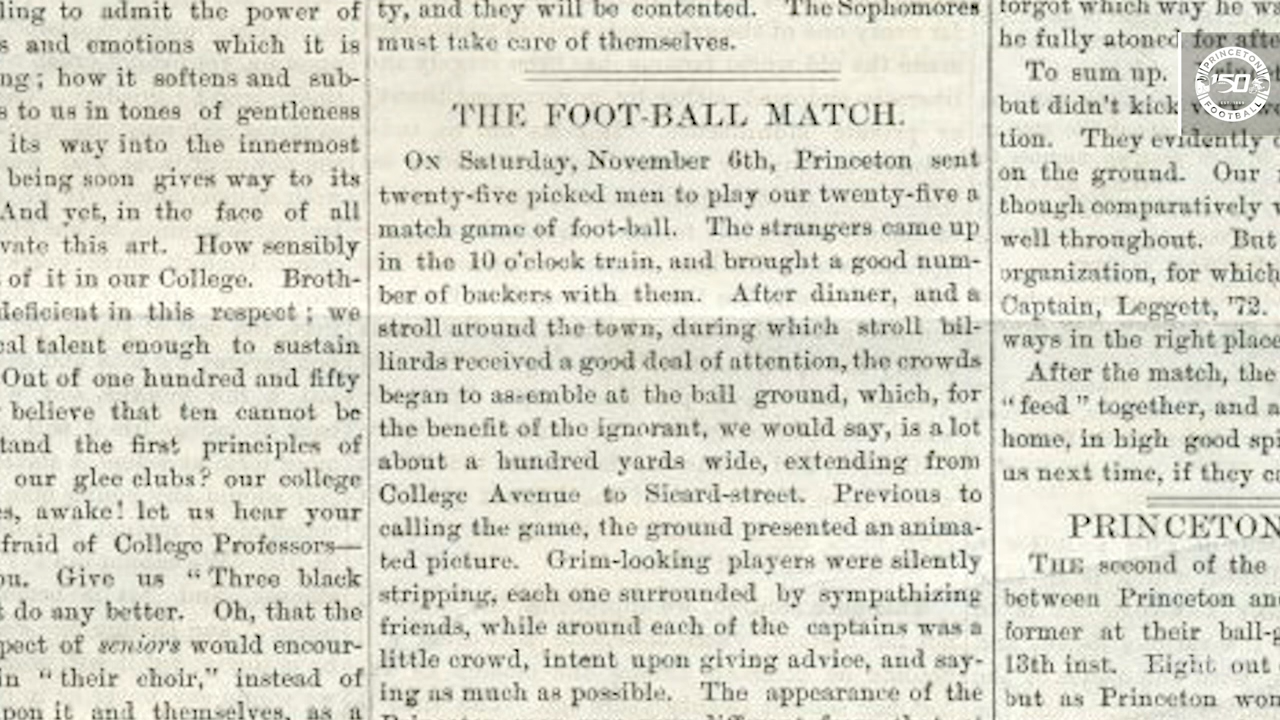 ling to admit the power of
s and emotions which it is
ng; how it softens and sub-
s to us in tones of gentleness
its way into the innermost
being soon gives way to its
And yet, in the face of all
vate this art. How sensibly
of it in our College. Broth-
deficient in this respect; we
cal talent enough to sustain
Out of one hundred and fifty
believe that ten cannot be
tand the first principles of
our glee clubs? our college
es, awake! let us hear your
fraid of College Professors—
ou. Give us “Three black
t do any better. Oh, that the
pect of seniors would encour-
in “their choir,” instead of
pon it and themselves, as a
ty, and they will be contented. The Sophomores
must take care of themselves.
THE FOOT-BALL MATCH.
ON Saturday, November 6th, Princeton sent
twenty-five picked men to play our twenty-five a
match game of foot-ball. The strangers came up
in the 10 o'clock train, and brought a good num-
ber of backers with them. After dinner, and a
stroll around the town, during which stroll bil-
liards received a good deal of attention, the crowds
began to assemble at the ball ground, which, for
the benefit of the ignorant, we would say, is a lot
about a hundred yards wide, extending from
College Avenue to Sicard-street. Previous to
calling the game, the ground presented an anima-
ted picture. Grim-looking players were silently
stripping, each one surrounded by sympathizing
friends, while around each of the captains was a
little crowd, intent upon giving advice, and say-
ing as much as possible. The appearance of the
forgot which way he wa
he fully atoned for afte
To sum up.
but didn't kick
tion. They evidently
on the ground. Our
though comparatively
well throughout. But
organization, for which
Captain, Leggett, '72.
ways in the right place
After the match, the
“feed” together, and a
home, in high good spi
us next time, if they c
PRINCETON
THE second of the
between Princeton an
former at their ball-g
13th inst. Eight out
but as Princeton won
PRINCETON
150
FOOTBALL